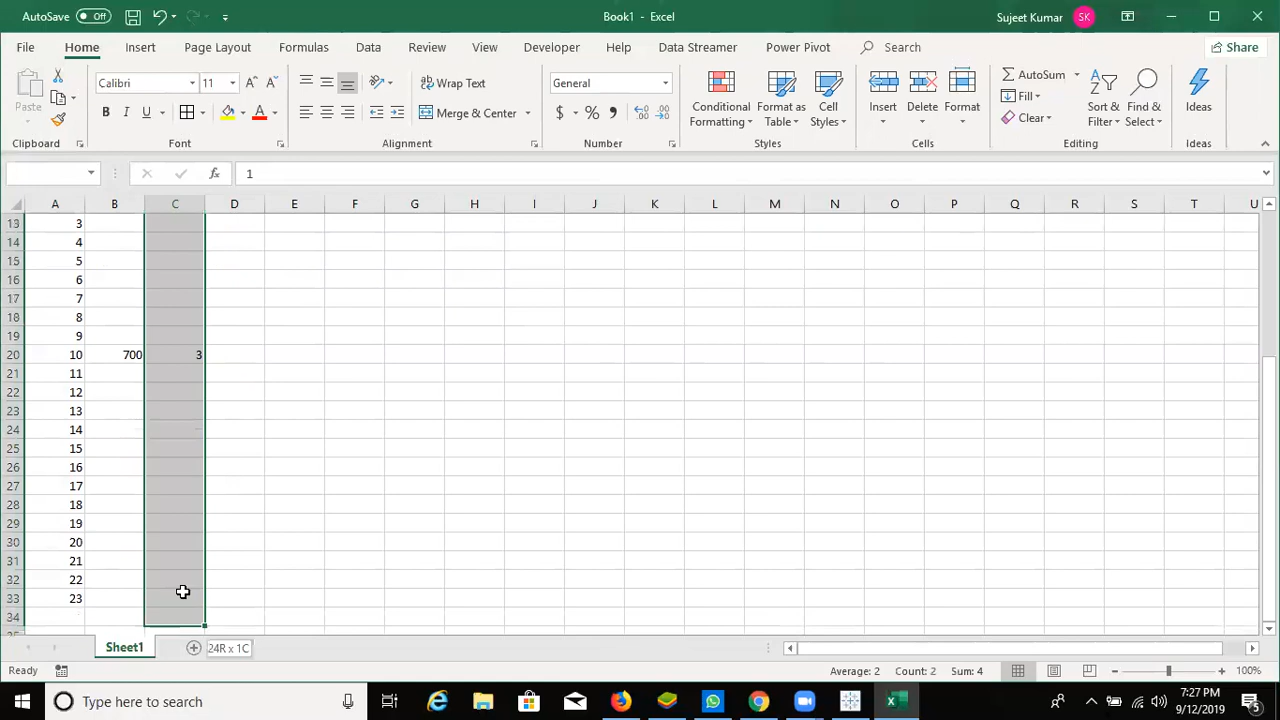 AutoSave Off Book1 - Excel Sujeet Kumar SK
File Home Insert Page Layout Formulas Data Review View Developer Help Data Streamer Power Pivot Search Share
Paste Calibri 11 Wrap Text General AutoSum
B I U A Merge & Center $ % Conditional Formatting Format as Table Cell Styles Insert Delete Format Fill Clear Sort & Filter Find & Select Ideas
Clipboard Font Alignment Number Styles Cells Editing Ideas
fx 1
A B C D E F G H I J K L M N O P Q R S T U
13 3
14 4
15 5
16 6
17 7
18 8
19 9
20 10 700 3
21 11
22 12
23 13
24 14
25 15
26 16
27 17
28 18
29 19
30 20
31 21
32 22
33 23
34
Sheet1 24R x 1C
Ready Average: 2 Count: 2 Sum: 4 100%
Type here to search 7:27 PM
9/12/2019 5